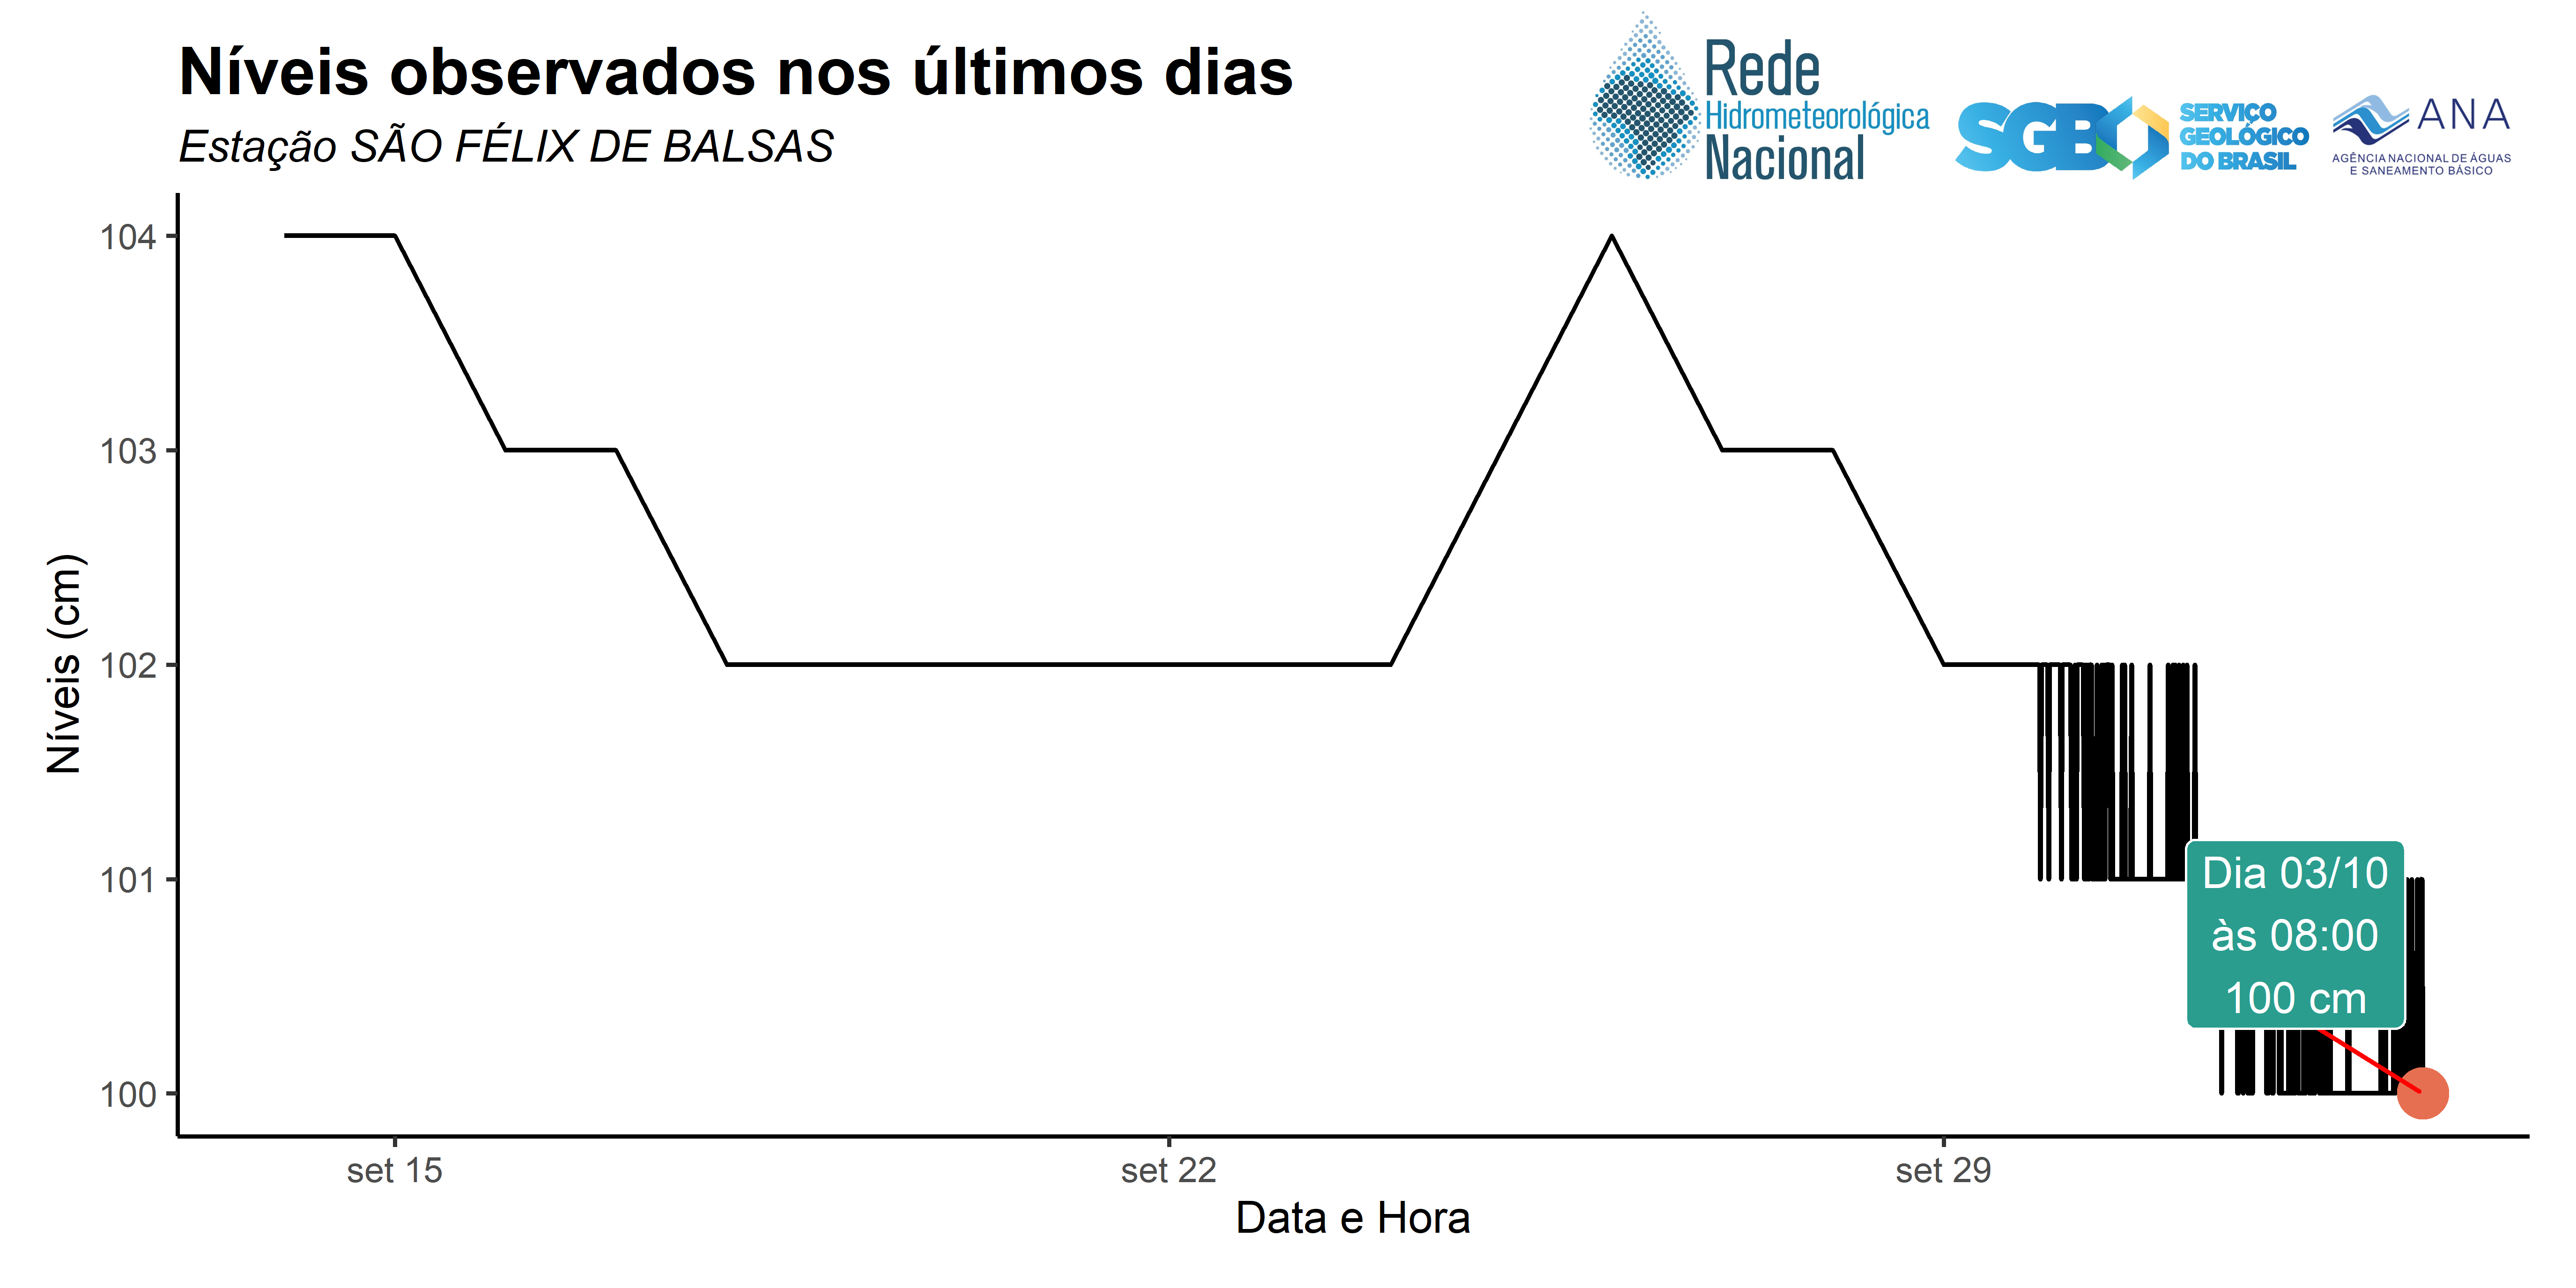 Níveis observados nos últimos dias
Estação SÃO FÉLIX DE BALSAS
Rede
Hidrometeorológica
Nacional
SGB
SERVIÇO
GEOLÓGICO
DO BRASIL
ANA
AGÊNCIA NACIONAL DE ÁGUAS
E SANEAMENTO BÁSICO
Níveis (cm)
104
103
102
101
100
Dia 03/10
às 08:00
100 cm
set 15
set 22
set 29
Data e Hora